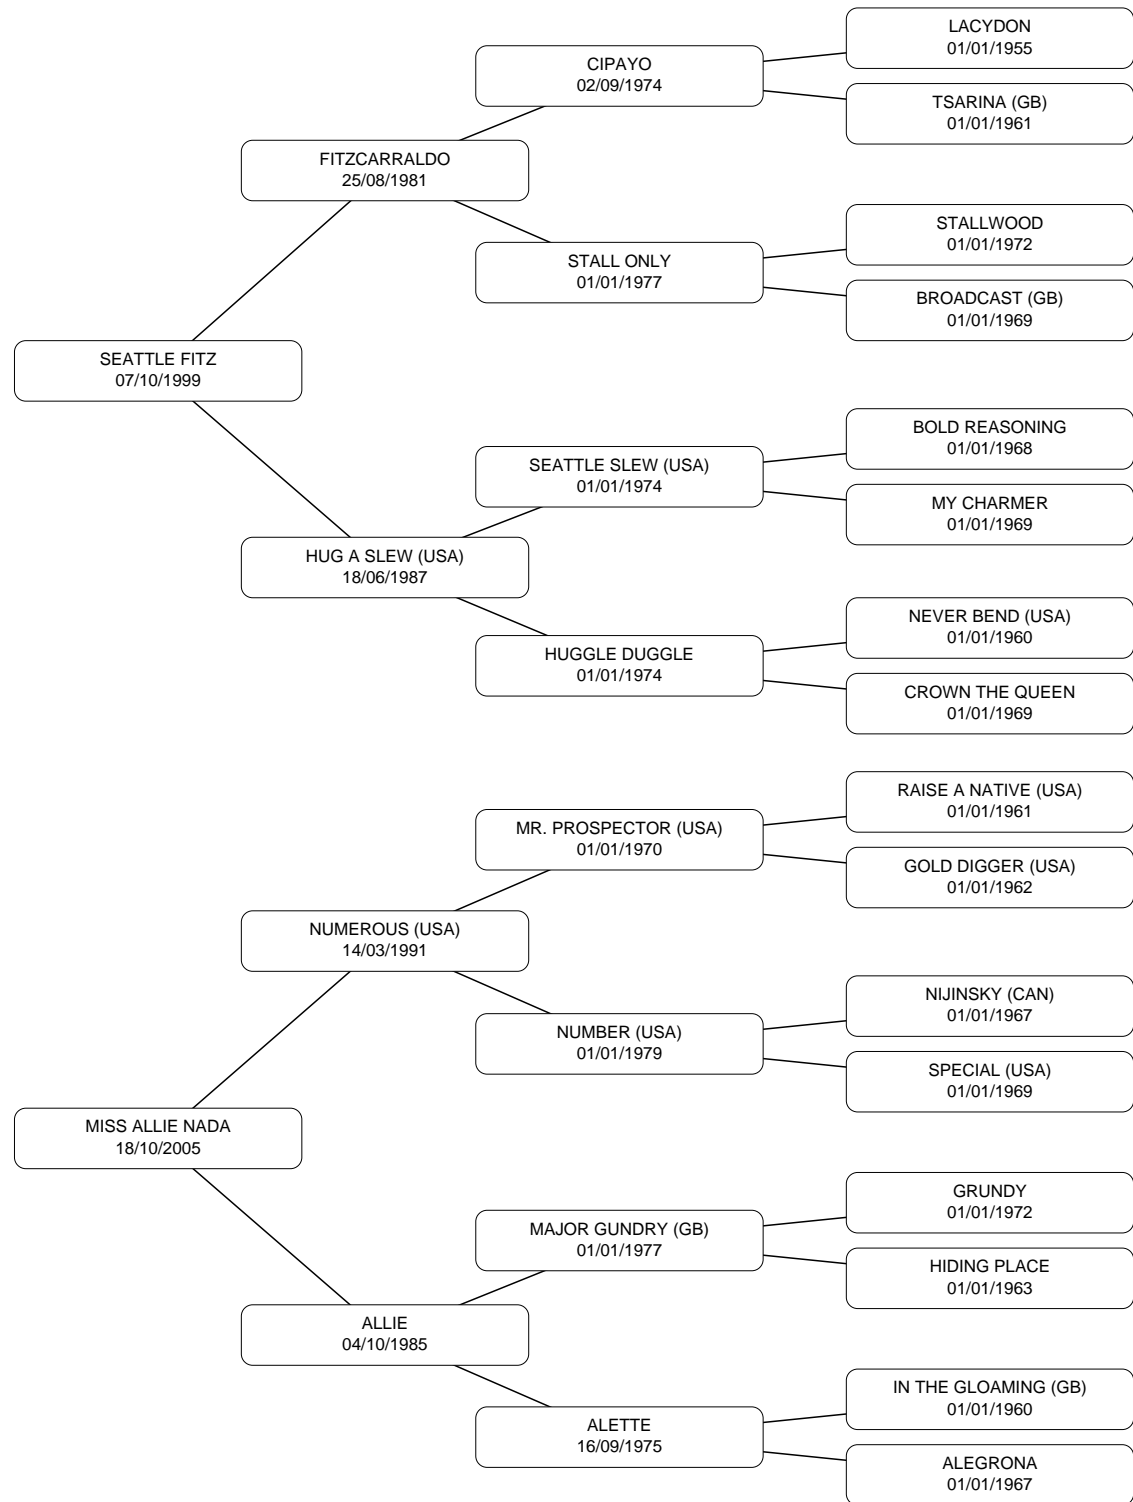 LACYDON
01/01/1955
CIPAYO
02/09/1974
TSARINA (GB)
01/01/1961
FITZCARRALDO
25/08/1981
STALLWOOD
01/01/1972
STALL ONLY
01/01/1977
BROADCAST (GB)
01/01/1969
SEATTLE FITZ
07/10/1999
BOLD REASONING
01/01/1968
SEATTLE SLEW (USA)
01/01/1974
MY CHARMER
01/01/1969
HUG A SLEW (USA)
18/06/1987
NEVER BEND (USA)
01/01/1960
HUGGLE DUGGLE
01/01/1974
CROWN THE QUEEN
01/01/1969
RAISE A NATIVE (USA)
01/01/1961
MR. PROSPECTOR (USA)
01/01/1970
GOLD DIGGER (USA)
01/01/1962
NUMEROUS (USA)
14/03/1991
NIJINSKY (CAN)
01/01/1967
NUMBER (USA)
01/01/1979
SPECIAL (USA)
01/01/1969
MISS ALLIE NADA
18/10/2005
GRUNDY
01/01/1972
MAJOR GUNDRY (GB)
01/01/1977
HIDING PLACE
01/01/1963
ALLIE
04/10/1985
IN THE GLOAMING (GB)
01/01/1960
ALETTE
16/09/1975
ALEGRONA
01/01/1967